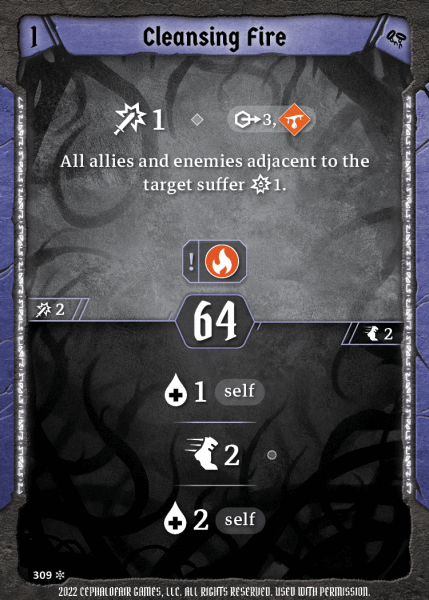 1
Cleansing Fire
1
3,
All allies and enemies adjacent to the
target suffer 1.
!
2
64
2
1 self
2
2 self
309
2022 CEPHALOFAIR GAMES, LLC. ALL RIGHTS RESERVED. USED WITH PERMISSION.